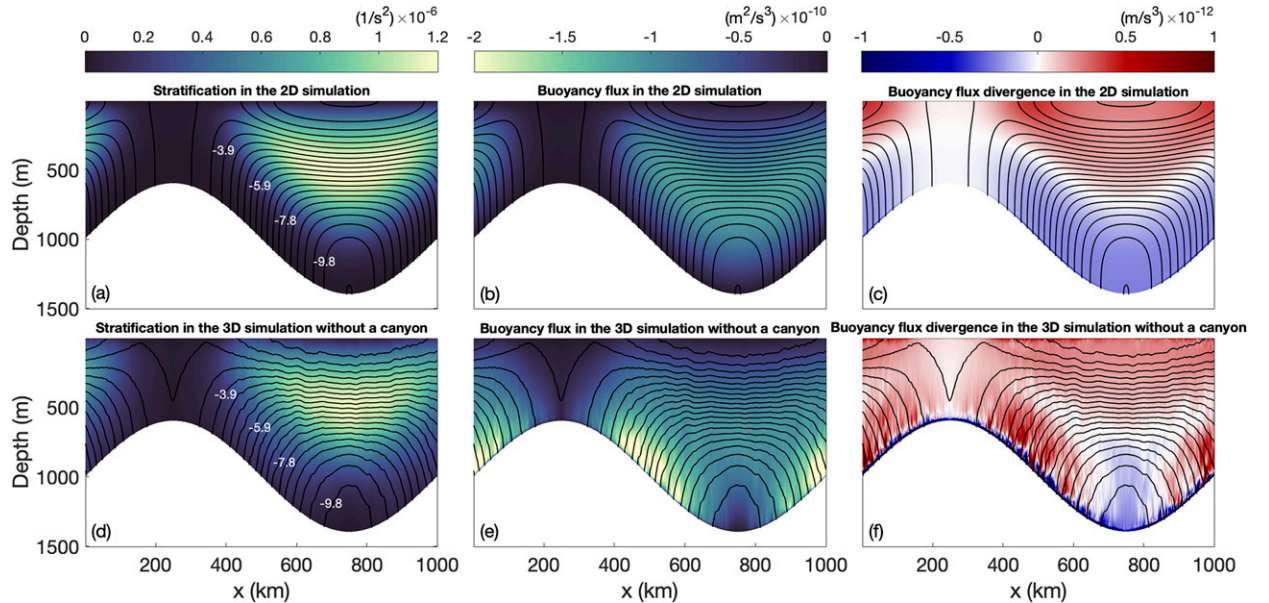 (1/s²) ×10⁻⁶
(m²/s³) ×10⁻¹⁰
(m/s³) ×10⁻¹²
0 0.2 0.4 0.6 0.8 1 1.2
-2 -1.5 -1 -0.5 0
-1 -0.5 0 0.5 1
Stratification in the 2D simulation
Buoyancy flux in the 2D simulation
Buoyancy flux divergence in the 2D simulation
Depth (m)
500
1000
1500
-3.9
-5.9
-7.8
-9.8
(a)
(b)
(c)
Stratification in the 3D simulation without a canyon
Buoyancy flux in the 3D simulation without a canyon
Buoyancy flux divergence in the 3D simulation without a canyon
Depth (m)
500
1000
1500
-3.9
-5.9
-7.8
-9.8
(d)
(e)
(f)
200 400 600 800 1000
200 400 600 800 1000
200 400 600 800 1000
x (km)
x (km)
x (km)